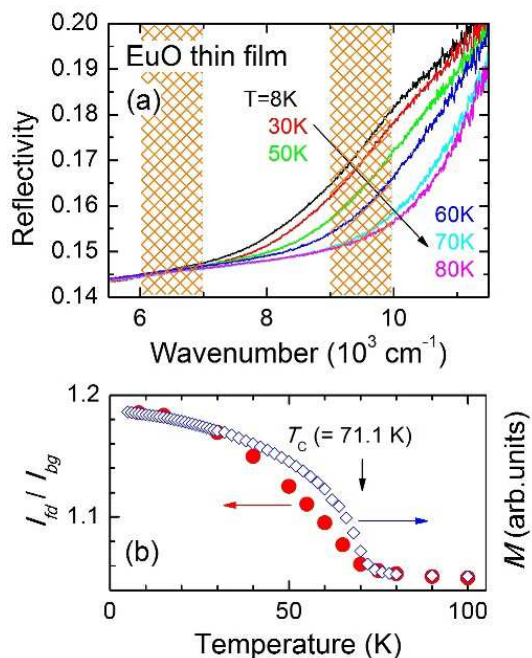 0.20
0.19
0.18
0.17
0.16
0.15
0.14
Reflectivity
EuO thin film
(a)
T=8K
30K
50K
60K
70K
80K
6 8 10
Wavenumber (10³ cm⁻¹)
1.2
1.1
I_fd / I_bg
T_C (= 71.1 K)
(b)
M (arb.units)
0 50 100
Temperature (K)